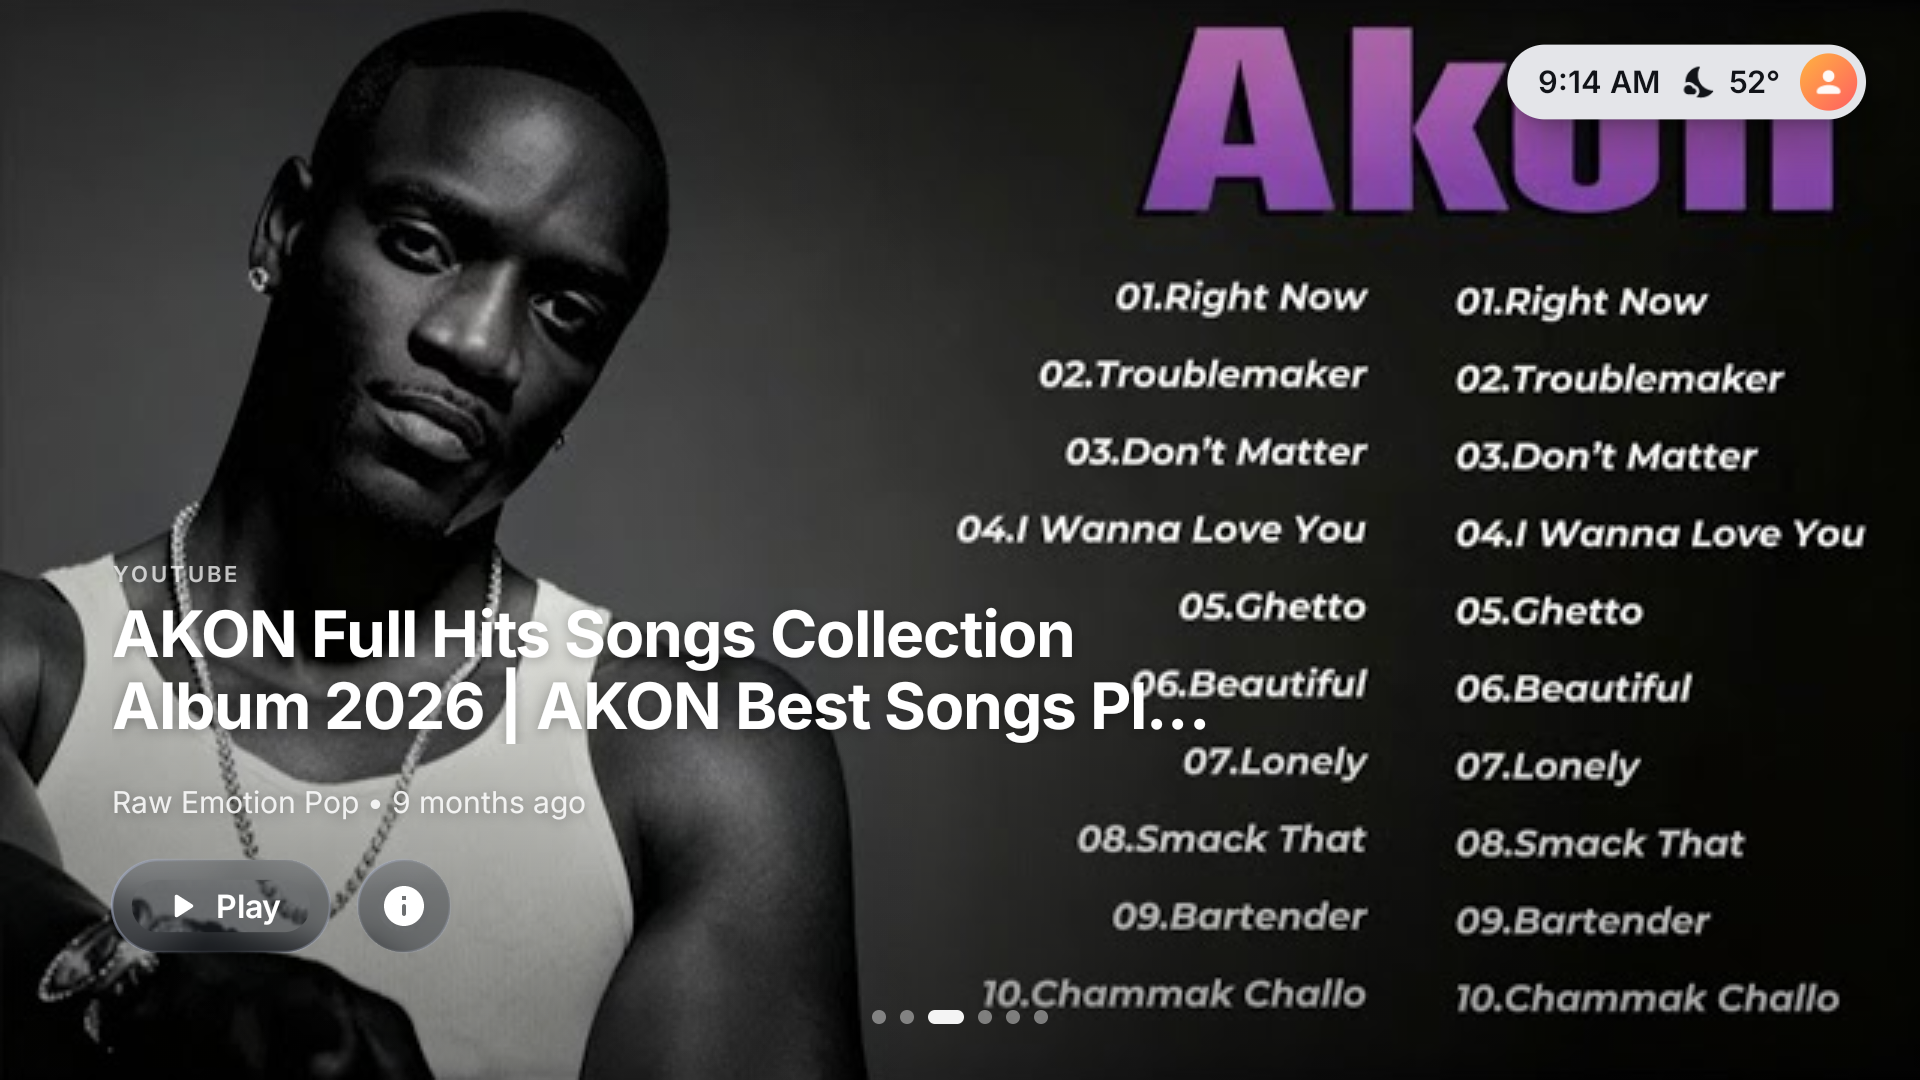 Akon
9:14 AM 52°
01.Right Now
02.Troublemaker
03.Don't Matter
04.I Wanna Love You
05.Ghetto
06.Beautiful
07.Lonely
08.Smack That
09.Bartender
10.Chammak Challo
01.Right Now
02.Troublemaker
03.Don't Matter
04.I Wanna Love You
05.Ghetto
06.Beautiful
07.Lonely
08.Smack That
09.Bartender
10.Chammak Challo
YOUTUBE
AKON Full Hits Songs Collection
Album 2026 | AKON Best Songs Pl…
Raw Emotion Pop • 9 months ago
Play